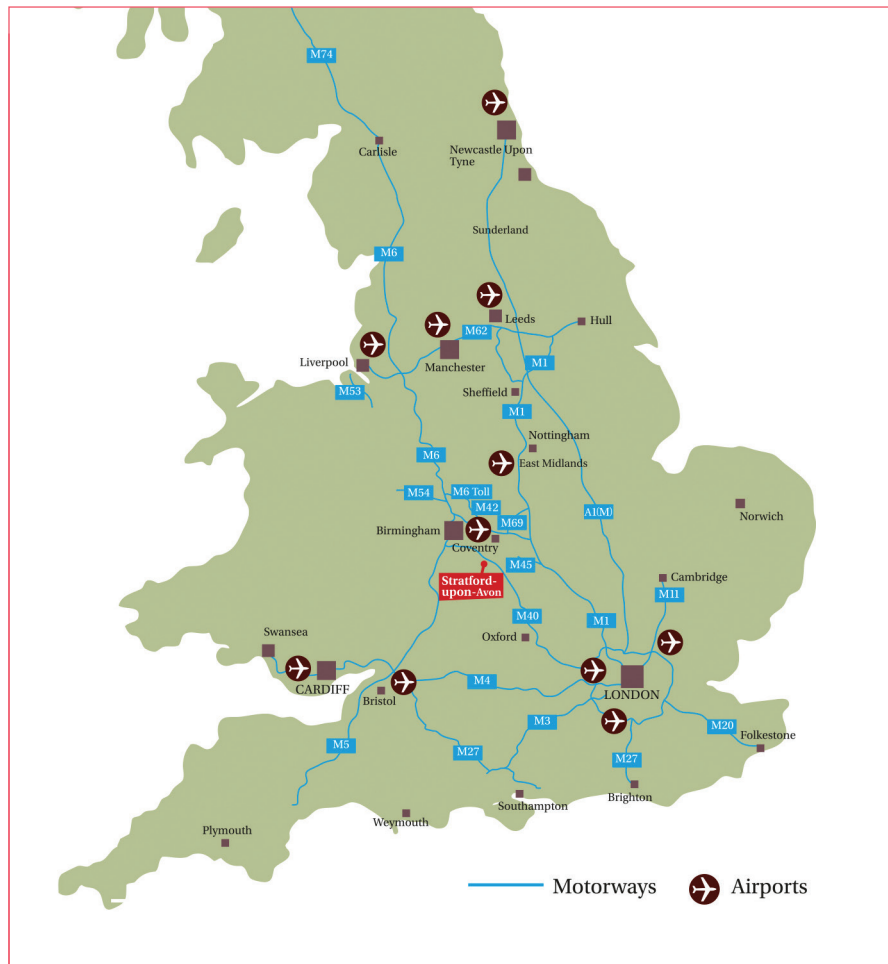 M74
Carlisle
Newcastle Upon
Tyne
Sunderland
M6
Leeds
Hull
M62
Liverpool
Manchester
M1
M53
Sheffield
M1
Nottingham
M6
East Midlands
M54
M6 Toll
M42
A1(M)
Norwich
M69
Birmingham
Coventry
M45
Stratford-
upon-Avon
Cambridge
M11
M40
M1
Swansea
Oxford
M4
CARDIFF
LONDON
Bristol
M3
M20
Folkestone
M5
M27
M27
Southampton
Brighton
Weymouth
Plymouth
Motorways
Airports